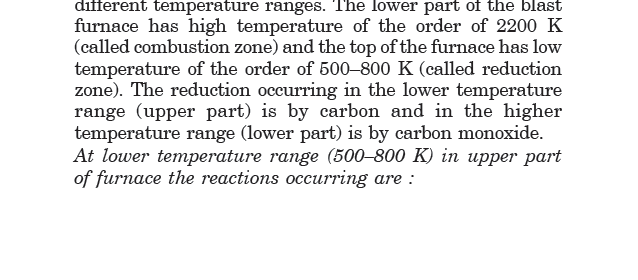 different temperature ranges. The lower part of the blast
furnace has high temperature of the order of 2200 K
(called combustion zone) and the top of the furnace has low
temperature of the order of 500–800 K (called reduction
zone). The reduction occurring in the lower temperature
range (upper part) is by carbon and in the higher
temperature range (lower part) is by carbon monoxide.
At lower temperature range (500–800 K) in upper part
of furnace the reactions occurring are :